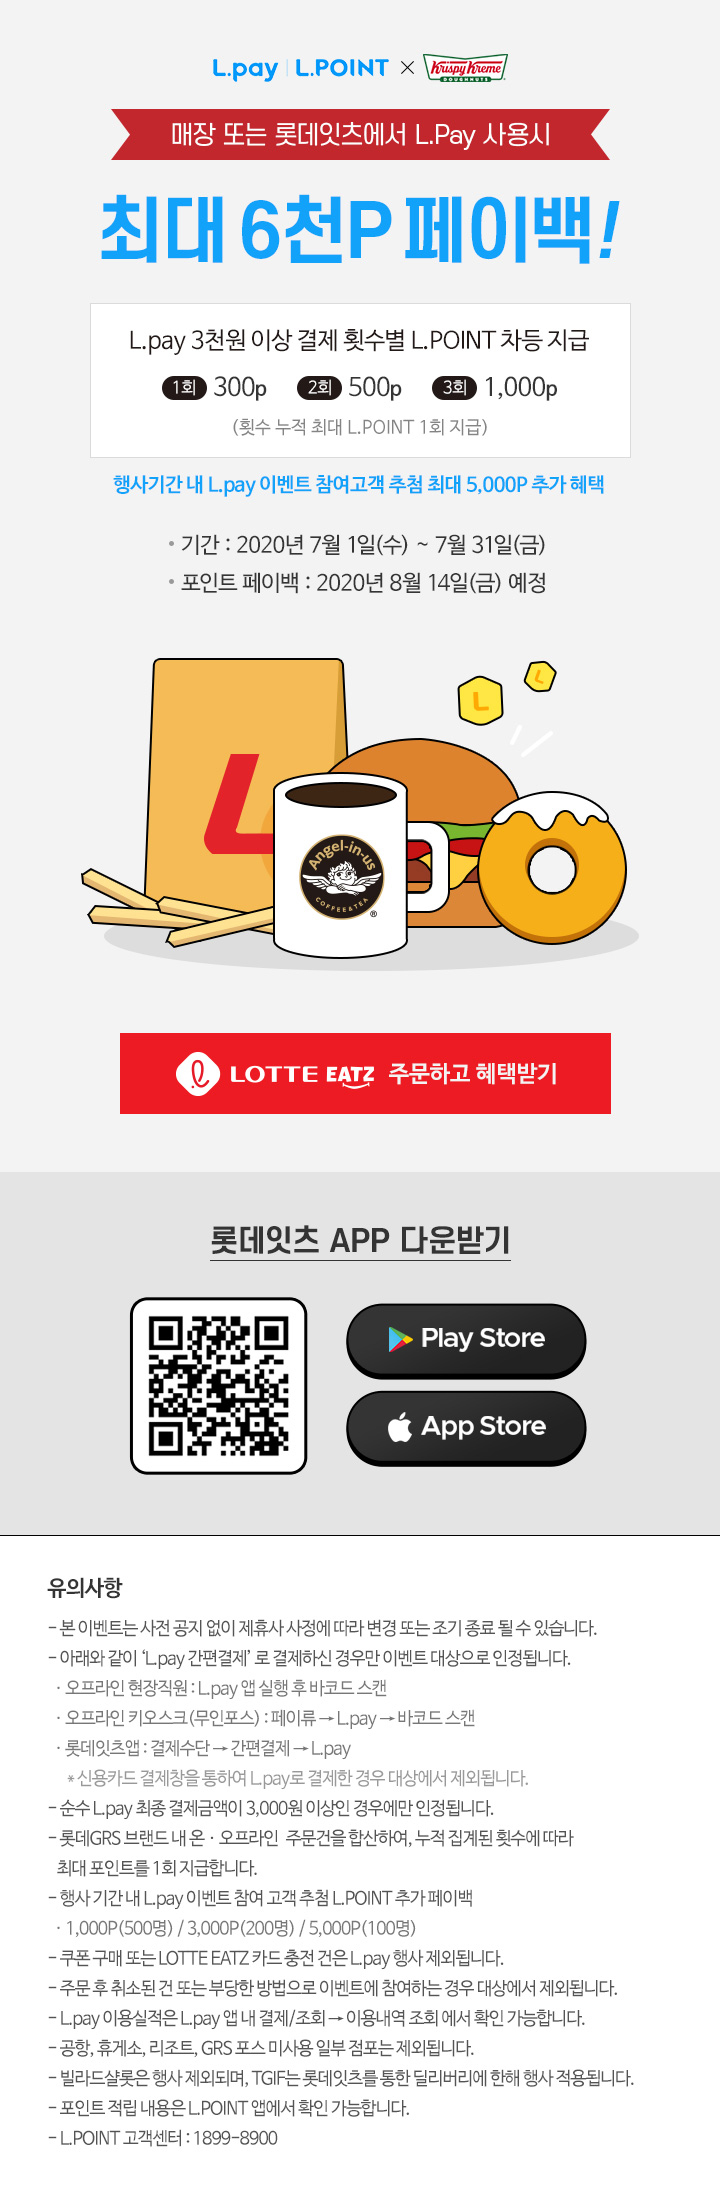 L.pay | L.POINT × Krispy Kreme DOUGHNUTS
매장 또는 롯데잇츠에서 L.Pay 사용시
최대 6천P 페이백!
L.pay 3천원 이상 결제 횟수별 L.POINT 차등 지급
1회 300p 2회 500p 3회 1,000p
(횟수 누적 최대 L.POINT 1회 지급)
행사기간 내 L.pay 이벤트 참여고객 추첨 최대 5,000P 추가 혜택
• 기간 : 2020년 7월 1일(수) ~ 7월 31일(금)
• 포인트 페이백 : 2020년 8월 14일(금) 예정
L
L
L
Angel-in-us
COFFEE & TEA
®
LOTTE EATZ 주문하고 혜택받기
롯데잇츠 APP 다운받기
Play Store
App Store
유의사항
- 본 이벤트는 사전 공지 없이 제휴사 사정에 따라 변경 또는 조기 종료 될 수 있습니다.
- 아래와 같이 ‘L.pay 간편결제’ 로 결제하신 경우만 이벤트 대상으로 인정됩니다.
· 오프라인 현장직원 : L.pay 앱 실행 후 바코드 스캔
· 오프라인 키오스크(무인포스) : 페이류 → L.pay → 바코드 스캔
· 롯데잇츠앱 : 결제수단 → 간편결제 → L.pay
* 신용카드 결제창을 통하여 L.pay로 결제한 경우 대상에서 제외됩니다.
- 순수 L.pay 최종 결제금액이 3,000원 이상인 경우에만 인정됩니다.
- 롯데GRS 브랜드 내 온 · 오프라인 주문건을 합산하여, 누적 집계된 횟수에 따라
최대 포인트를 1회 지급합니다.
- 행사 기간 내 L.pay 이벤트 참여 고객 추첨 L.POINT 추가 페이백
· 1,000P(500명) / 3,000P(200명) / 5,000P(100명)
- 쿠폰 구매 또는 LOTTE EATZ 카드 충전 건은 L.pay 행사 제외됩니다.
- 주문 후 취소된 건 또는 부당한 방법으로 이벤트에 참여하는 경우 대상에서 제외됩니다.
- L.pay 이용실적은 L.pay 앱 내 결제/조회 → 이용내역 조회 에서 확인 가능합니다.
- 공항, 휴게소, 리조트, GRS 포스 미사용 일부 점포는 제외됩니다.
- 빌라드샬롯은 행사 제외되며, TGIF는 롯데잇츠를 통한 딜리버리에 한해 행사 적용됩니다.
- 포인트 적립 내용은 L.POINT 앱에서 확인 가능합니다.
- L.POINT 고객센터 : 1899-8900